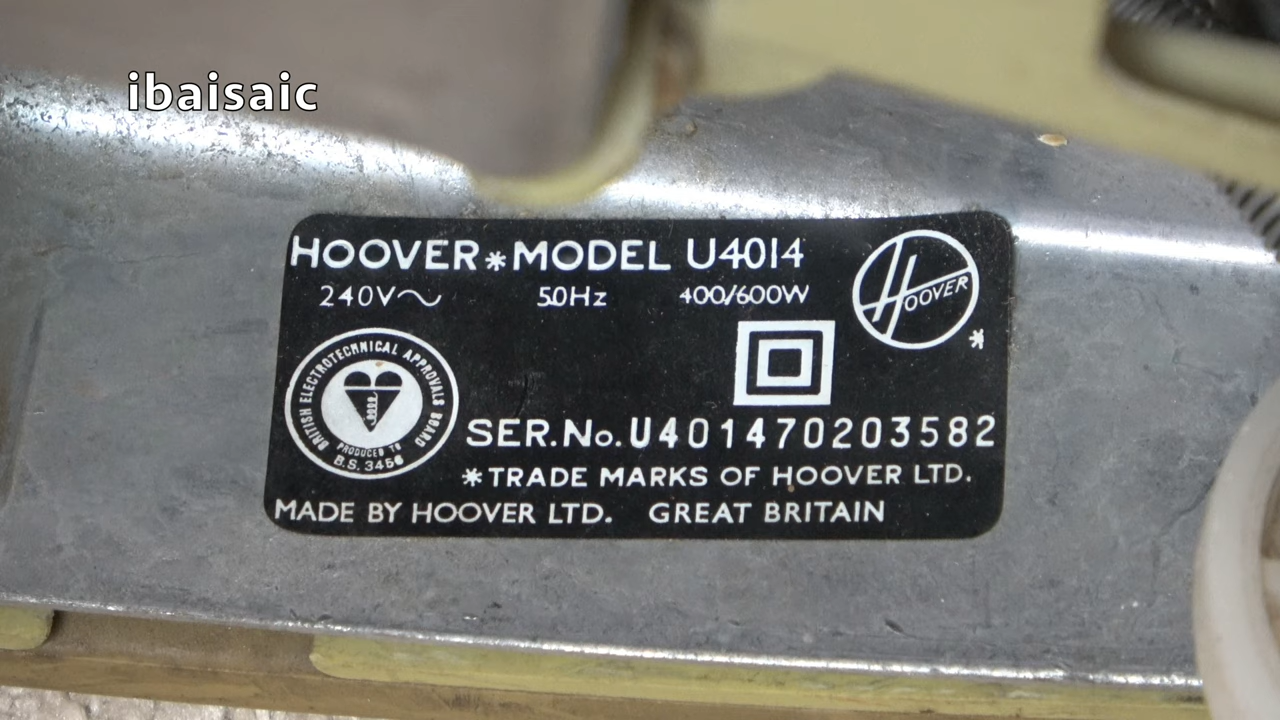 ibaisaic
HOOVER*MODEL U4014
HOOVER
240V~ 50Hz 400/600W
*
BRITISH ELECTROTECHNICAL APPROVALS BOARD
PRODUCED TO
B.S. 3456
SER.No.U401470203582
*TRADE MARKS OF HOOVER LTD.
MADE BY HOOVER LTD. GREAT BRITAIN